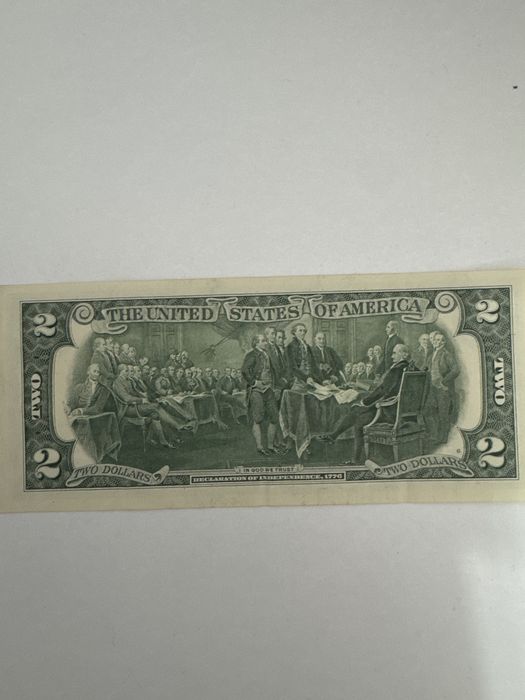 THE UNITED STATES OF AMERICA
2
2
TWO
TWO
2
2
TWO DOLLARS
IN GOD WE TRUST
TWO DOLLARS
DECLARATION OF INDEPENDENCE, 1776